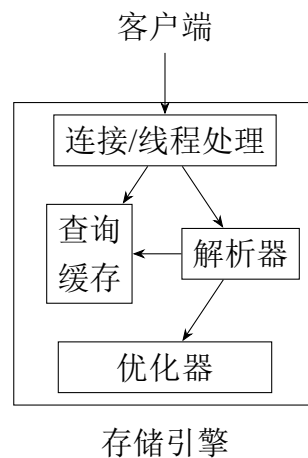 客户端
连接/线程处理
查询
缓存
解析器
优化器
存储引擎